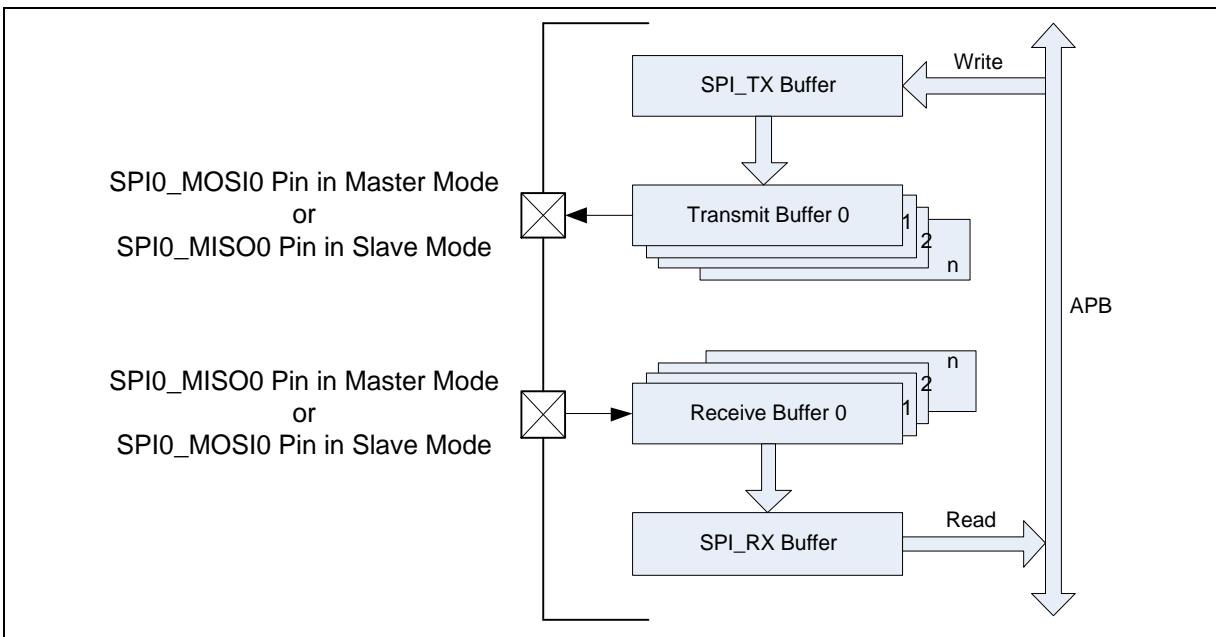 Write
SPI_TX Buffer
SPI0_MOSI0 Pin in Master Mode
or
SPI0_MISO0 Pin in Slave Mode
Transmit Buffer 0
1
2
n
APB
SPI0_MISO0 Pin in Master Mode
or
SPI0_MOSI0 Pin in Slave Mode
n
2
1
Receive Buffer 0
Read
SPI_RX Buffer